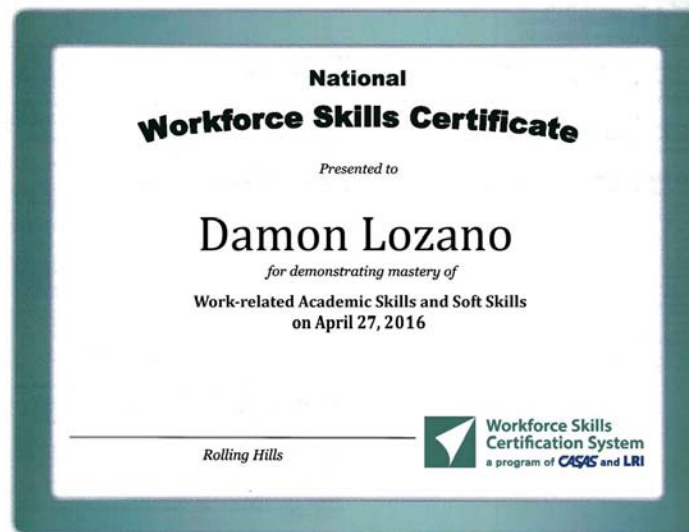 National
Workforce Skills Certificate
Presented to
Damon Lozano
for demonstrating mastery of
Work-related Academic Skills and Soft Skills
on April 27, 2016
Rolling Hills
Workforce Skills
Certification System
a program of CASAS and LRI